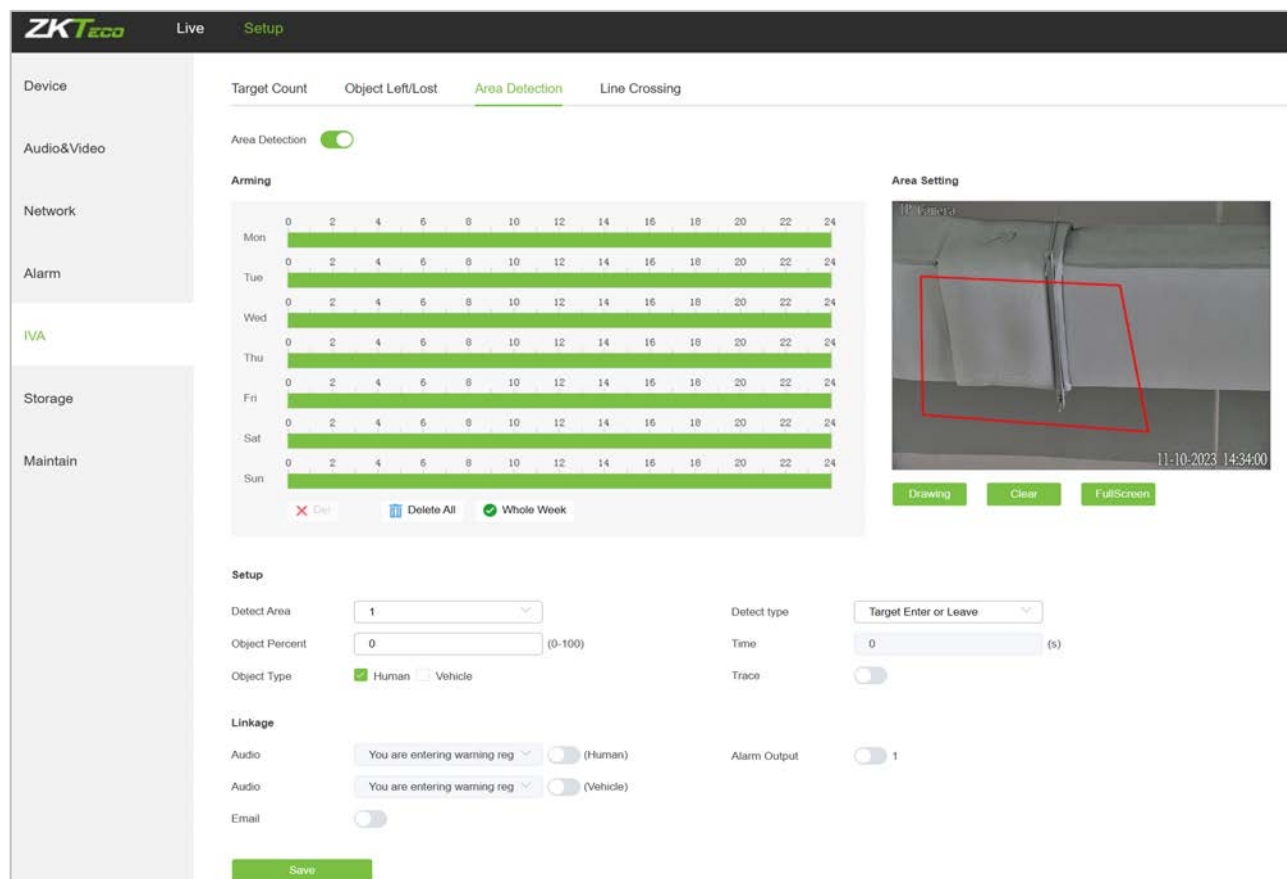 ZKTeco Live Setup
Device
Audio&Video
Network
Alarm
IVA
Storage
Maintain
Target Count Object Left/Lost Area Detection Line Crossing
Area Detection
Arming
0 2 4 6 8 10 12 14 16 18 20 22 24
Mon
0 2 4 6 8 10 12 14 16 18 20 22 24
Tue
0 2 4 6 8 10 12 14 16 18 20 22 24
Wed
0 2 4 6 8 10 12 14 16 18 20 22 24
Thu
0 2 4 6 8 10 12 14 16 18 20 22 24
Fri
0 2 4 6 8 10 12 14 16 18 20 22 24
Sat
0 2 4 6 8 10 12 14 16 18 20 22 24
Sun
Del Delete All Whole Week
Area Setting
IP Camera
11-10-2023 14:34:00
Drawing Clear FullScreen
Setup
Detect Area 1 Detect type Target Enter or Leave
Object Percent 0 (0-100) Time 0 (s)
Object Type Human Vehicle Trace
Linkage
Audio You are entering warning reg (Human) Alarm Output 1
Audio You are entering warning reg (Vehicle)
Email
Save